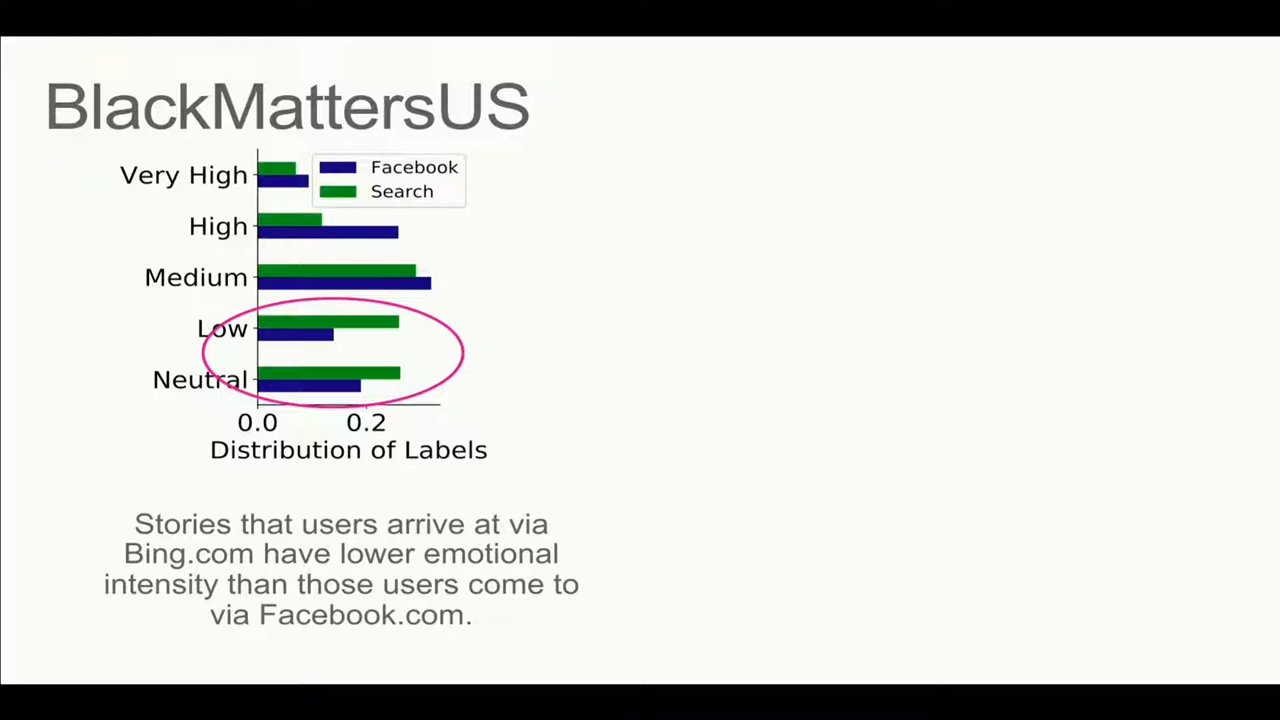 BlackMattersUS
Very High
Facebook
Search
High
Medium
Low
Neutral
0.0 0.2
Distribution of Labels
Stories that users arrive at via
Bing.com have lower emotional
intensity than those users come to
via Facebook.com.